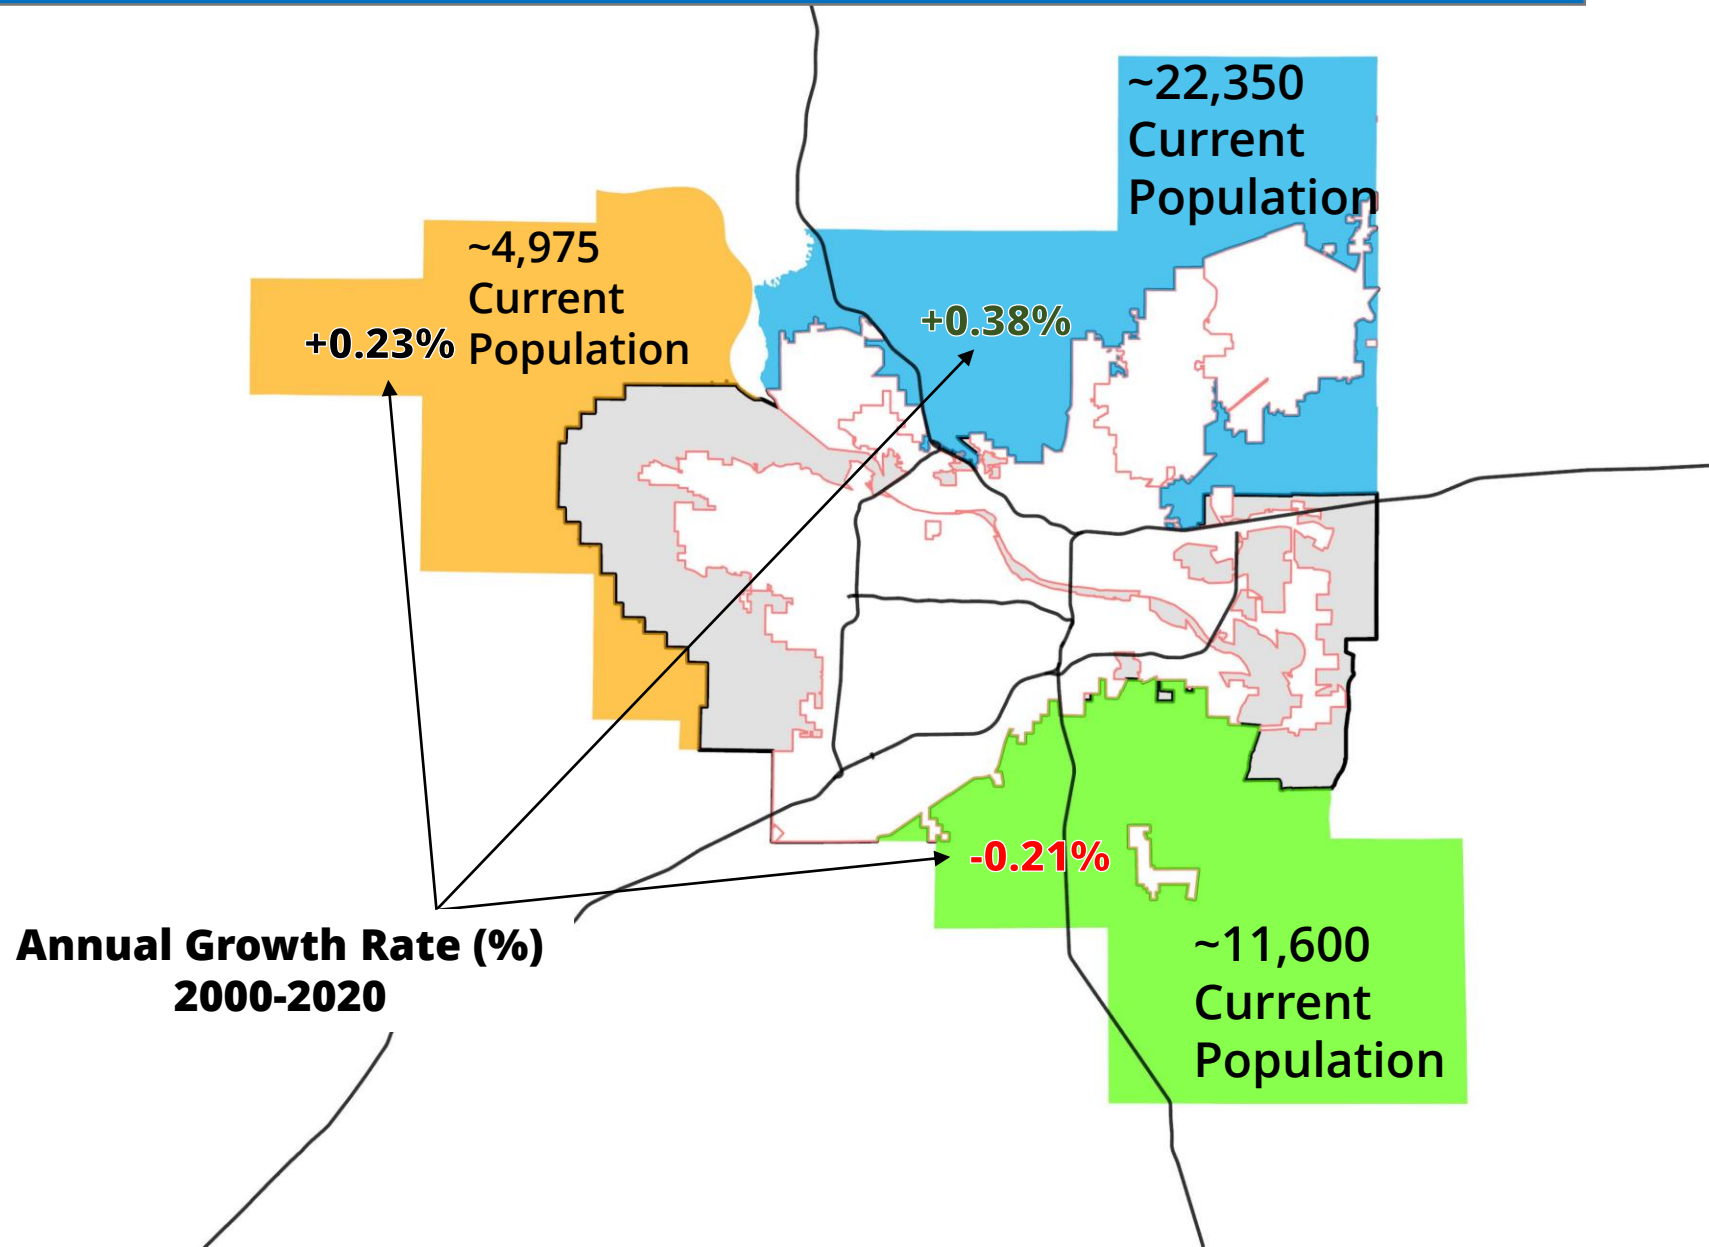 ~22,350
Current
Population
~4,975
Current
Population
+0.23%
+0.38%
-0.21%
~11,600
Current
Population
Annual Growth Rate (%)
2000-2020